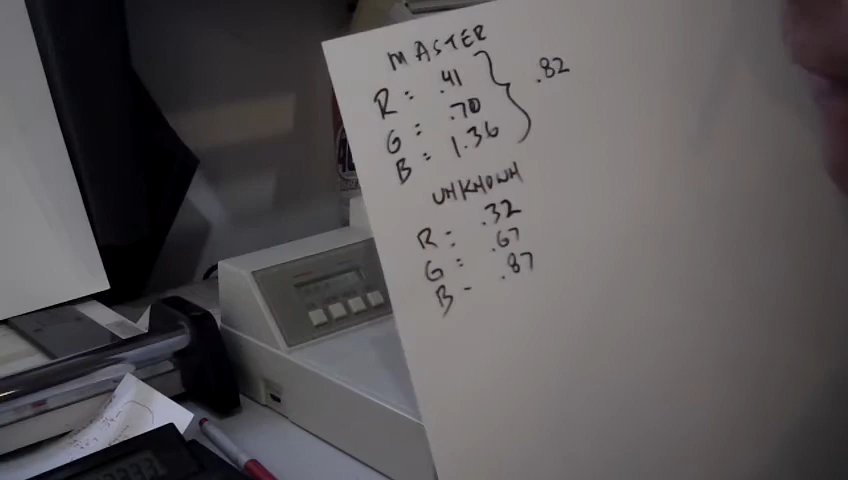 MASTER
R: .41
G: .70
B: 1.36
.82
UNKNOWN
R: .32
G: .67
B- .87